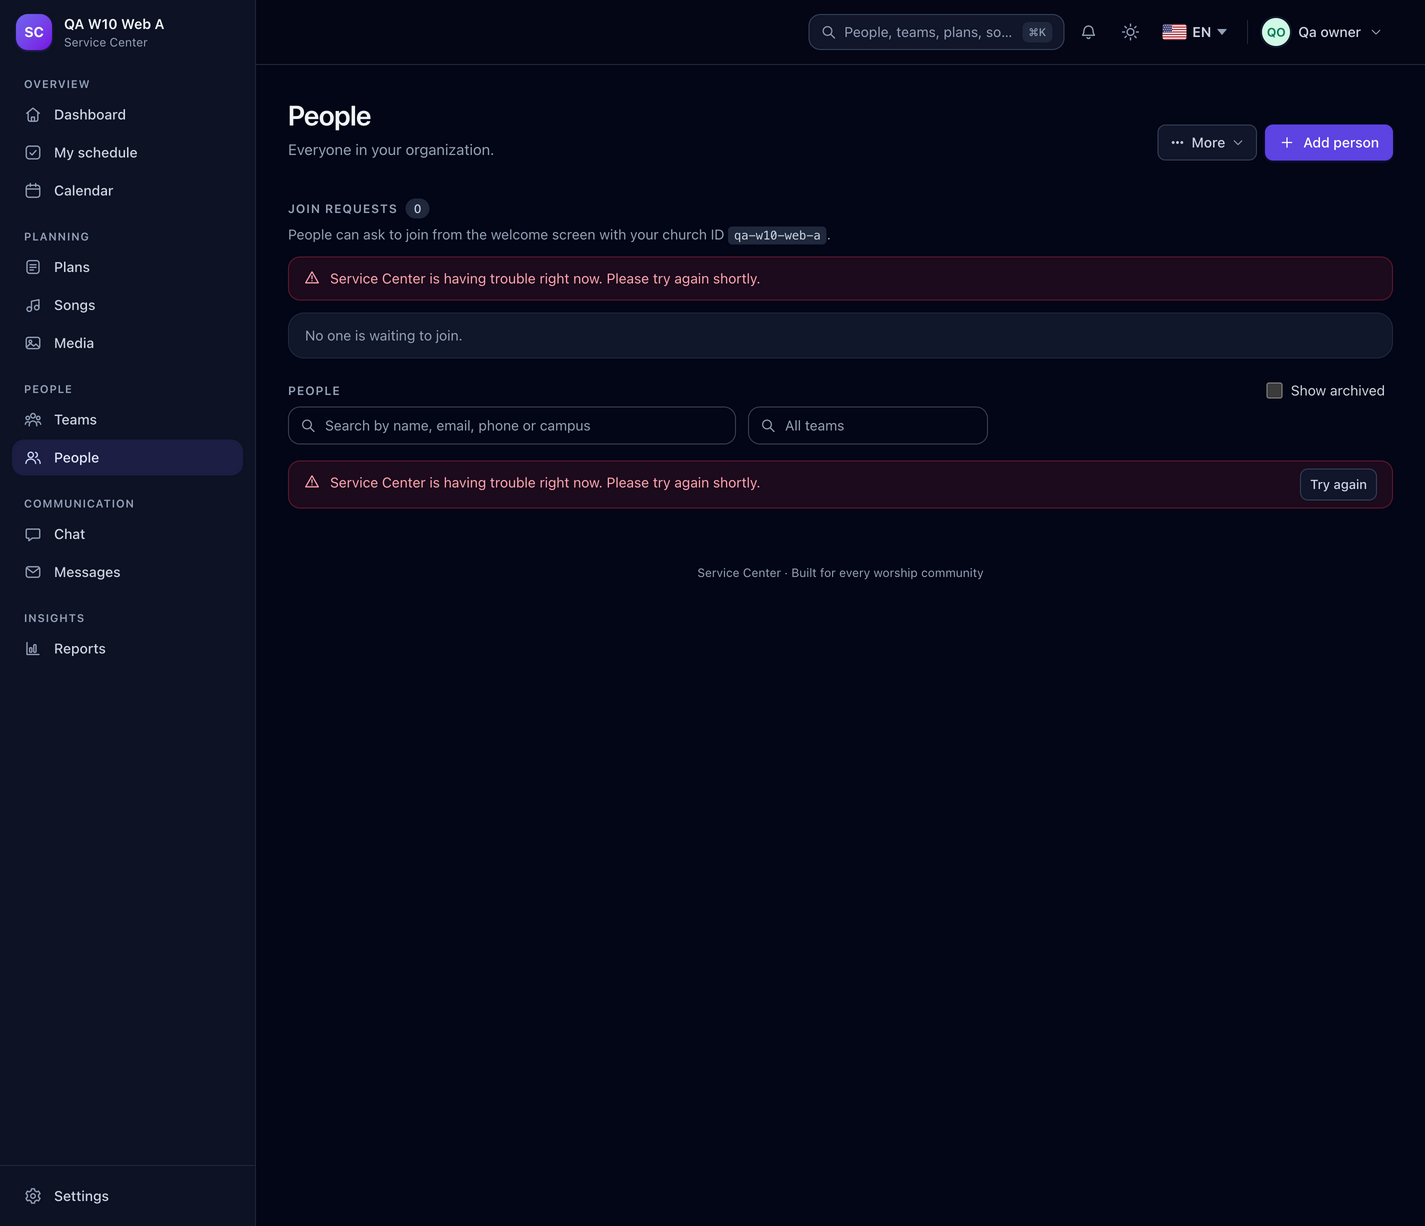 SC
QA W10 Web A
Service Center
People, teams, plans, so...
⌘K
EN
QO
Qa owner
OVERVIEW
Dashboard
My schedule
Calendar
PLANNING
Plans
Songs
Media
PEOPLE
Teams
People
COMMUNICATION
Chat
Messages
INSIGHTS
Reports
Settings
People
Everyone in your organization.
More
Add person
JOIN REQUESTS 0
People can ask to join from the welcome screen with your church ID qa-w10-web-a.
Service Center is having trouble right now. Please try again shortly.
No one is waiting to join.
PEOPLE
Show archived
Search by name, email, phone or campus
All teams
Service Center is having trouble right now. Please try again shortly.
Try again
Service Center · Built for every worship community